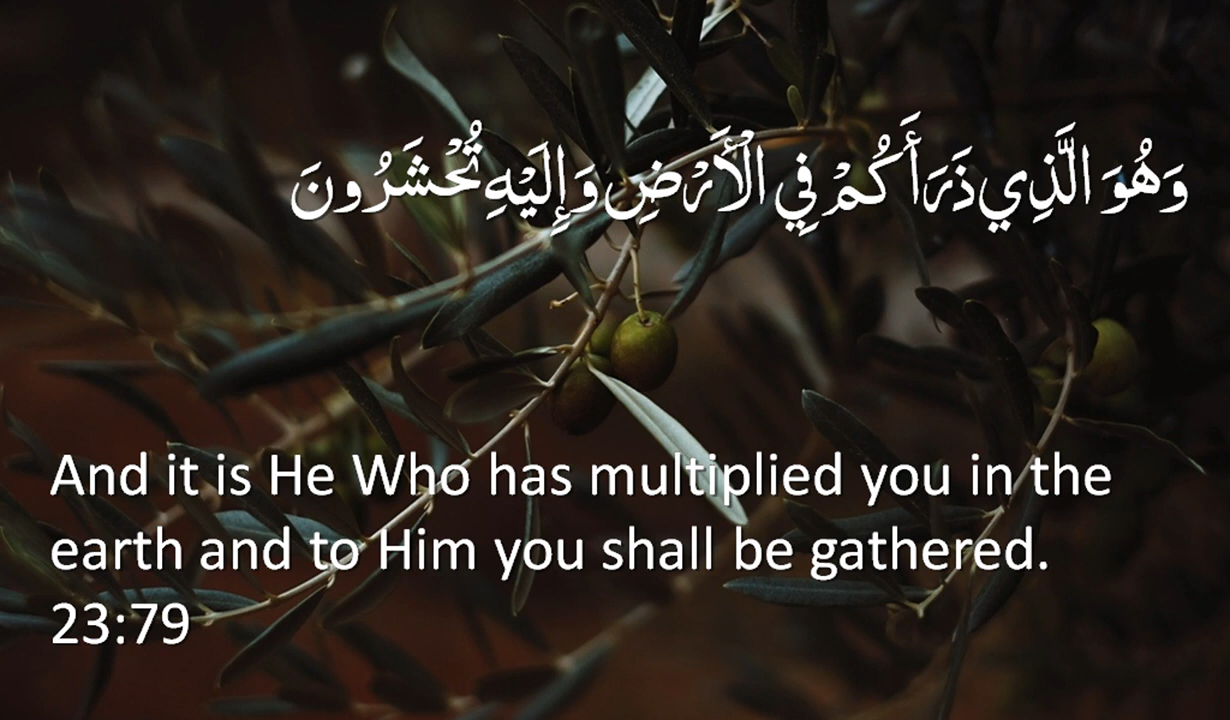 وَهُوَ الَّذِي ذَرَأَكُمْ فِي الْأَرْضِ وَإِلَيْهِ تُحْشَرُونَ
And it is He Who has multiplied you in the
earth and to Him you shall be gathered.
23:79